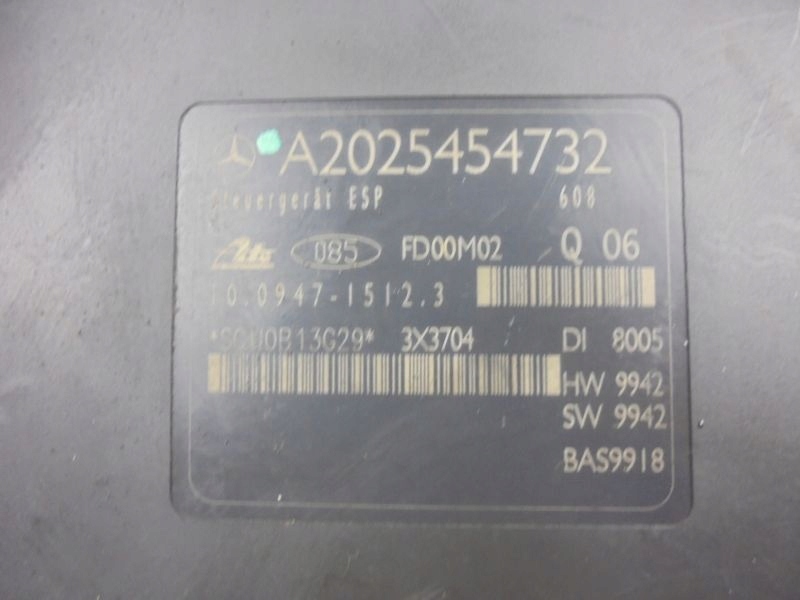 A2025454732
Steuergerät ESP 608
Ate 085 FD00M02 Q 06
10.0947-1512.3
3X3704 DI 8005
HW 9942
SW 9942
BAS9918